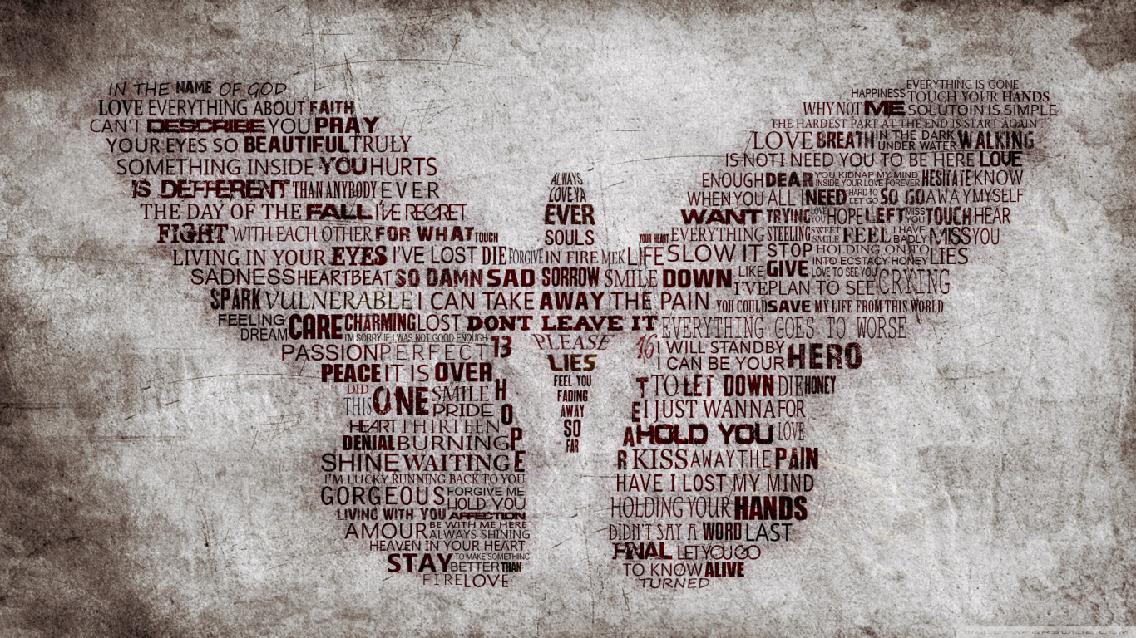 IN THE NAME OF GOD
LOVE EVERYTHING ABOUT FAITH
CAN'T DESCRIBE YOU PRAY
YOUR EYES SO BEAUTIFUL TRULY
SOMETHING INSIDE YOU HURTS
IS DEFFERENT THAN ANYBODY EVER
THE DAY OF THE FALL I'VE REGRET
FIGHT WITH EACH OTHER FOR WHAT TOUCH
LIVING IN YOUR EYES I'VE LOST DIE FORGIVE IN FIRE
SADNESS HEARTBEAT SO DAMN SAD SORROW SMILE DOWN
SPARK VULNERABLE I CAN TAKE AWAY THE PAIN
FEELING
DREAM CARE CHARMING LOST DONT LEAVE IT
I'M SORRY IF I WAS NOT GOOD ENOUGH
PASSION PERFECT 13
PEACE IT IS OVER
DID
THIS ONE SMILE
PRIDE
HEART THIRTEEN
DENIAL BURNING
SHINE WAITING
HOPE
I'M LUCKY RUNNING BACK TO YOU
GORGEOUS FORGIVE ME
HOLD YOU
LIVING WITH YOU AFFECTION
AMOUR BE WITH ME HERE
ALWAYS SHINING
HEAVEN IN YOUR HEART
STAY TO MAKE SOMETHING
BETTER THAN
FIRE LOVE
ALWAYS
LOVE YA
EVER
SOULS
PLEASE
LIES
FEEL YOU
FADING
AWAY
SO
FAR
EVERYTHING IS GONE
HAPPINESS TOUCH YOUR HANDS
WHY NOT ME SOLUTOIN IS SIMPLE
THE HARDEST PART AT THE END IS START AGAIN
LOVE BREATH IN THE DARK
UNDER WATER WALKING
IS NOT I NEED YOU TO BE HERE LOVE
ENOUGH DEAR YOU KIDNAP MY MIND
INSIDE YOUR LOVE FOREVER HESITATE KNOW
WHEN YOU ALL I NEED HARD TO
LET GO SO GO AWAY MYSELF
WANT TRYING HOPE LEFT MISS
YOU TOUCH HEAR
YOUR HEART EVERYTHING STEELING SWEET
SMILE FEEL I HAVE
BADLY MISS YOU
LIFE SLOW IT STOP HOLDING ON TO LIES
INTO ECSTACY HONEY
LIKE GIVE LOVE TO SEE YOU CRYING
I'VE PLAN TO SEE
YOU COULD SAVE MY LIFE FROM THIS WORLD
EVERYTHING GOES TO WORSE
16 I WILL STANDBY
I CAN BE YOUR HERO
TO LET DOWN DIE HONEY
I JUST WANNA FOR
HOLD YOU LOVE
TEAR
KISS AWAY THE PAIN
HAVE I LOST MY MIND
HOLDING YOUR HANDS
DIDN'T SAY A WORD LAST
FINAL LET YOU GO
TO KNOW ALIVE
TURNED